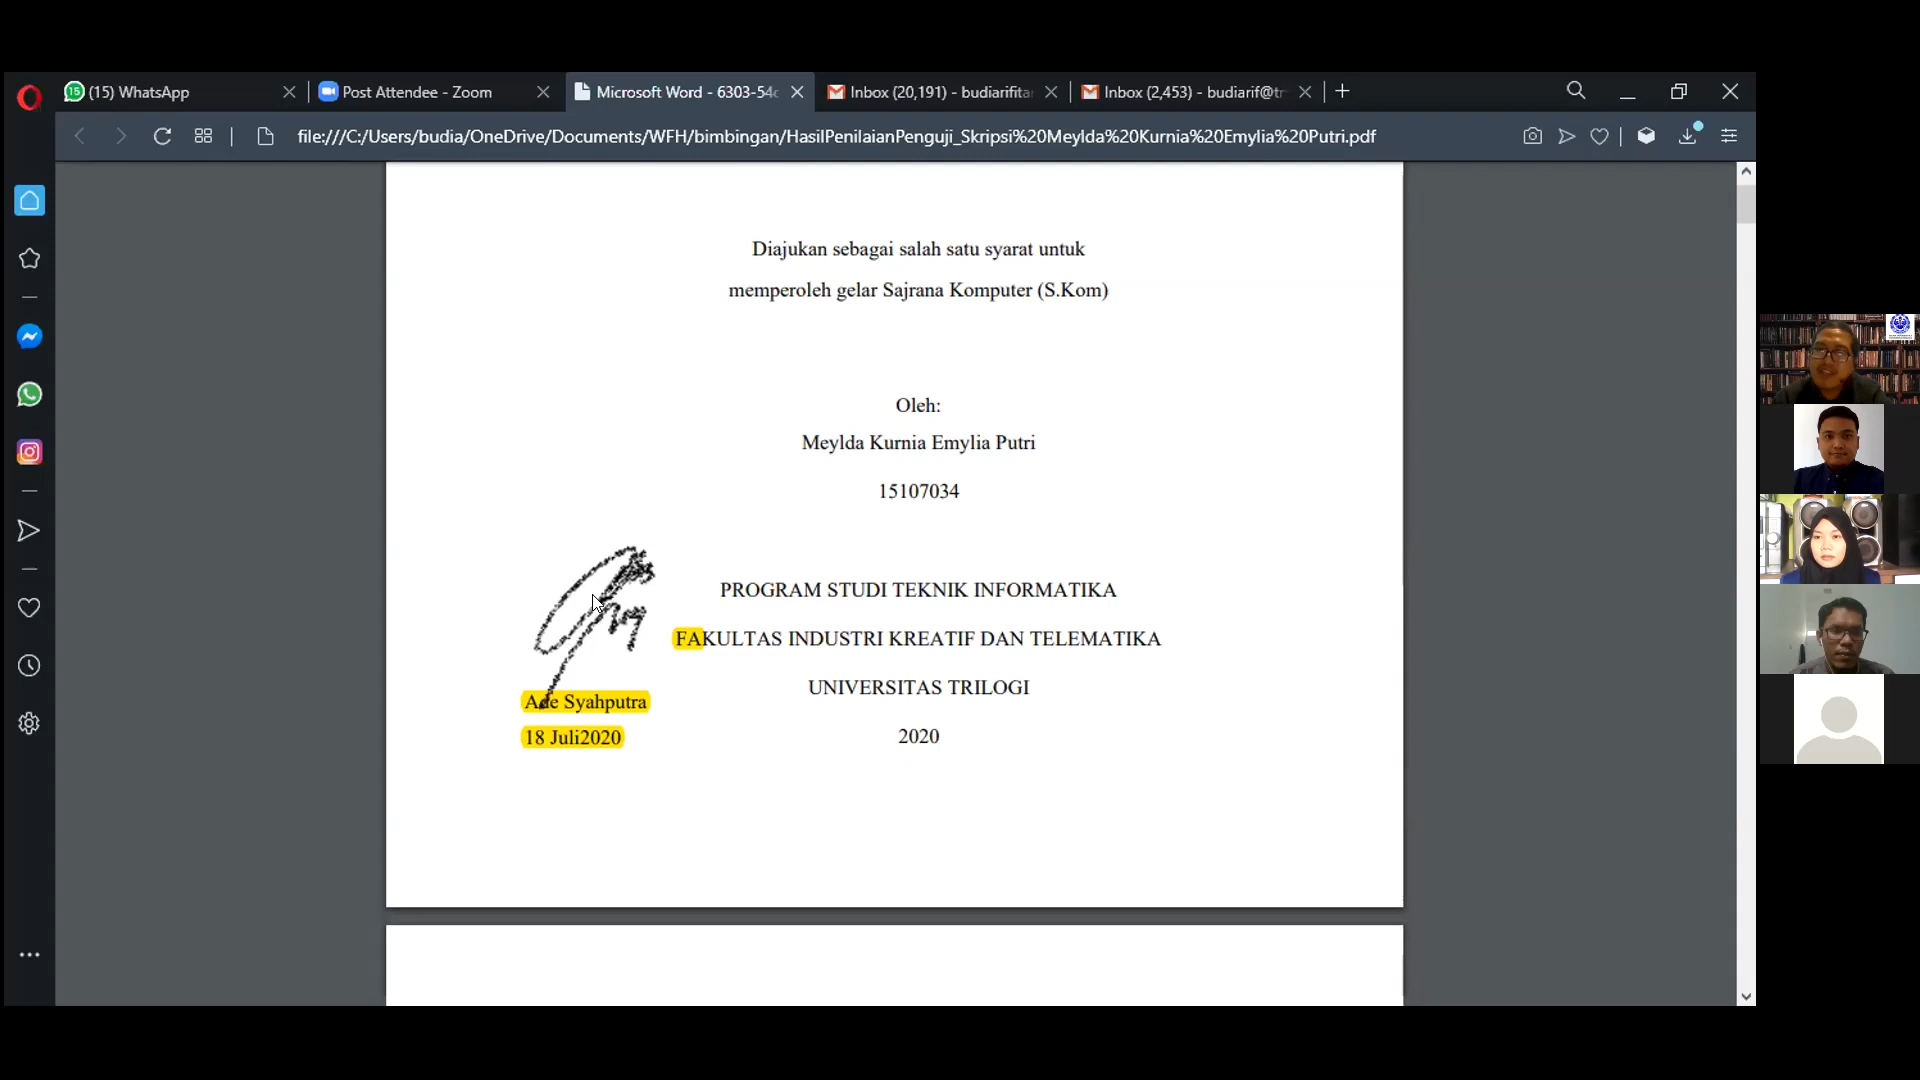 (15) WhatsApp
Post Attendee - Zoom
Microsoft Word - 6303-54
Inbox (20,191) - budiarifita
Inbox (2,453) - budiarif@tr
file:///C:/Users/budia/OneDrive/Documents/WFH/bimbingan/HasilPenilaianPenguji_Skripsi%20Meylda%20Kurnia%20Emylia%20Putri.pdf
Diajukan sebagai salah satu syarat untuk
memperoleh gelar Sajrana Komputer (S.Kom)
Oleh:
Meylda Kurnia Emylia Putri
15107034
PROGRAM STUDI TEKNIK INFORMATIKA
FAKULTAS INDUSTRI KREATIF DAN TELEMATIKA
UNIVERSITAS TRILOGI
2020
Ade Syahputra
18 Juli2020